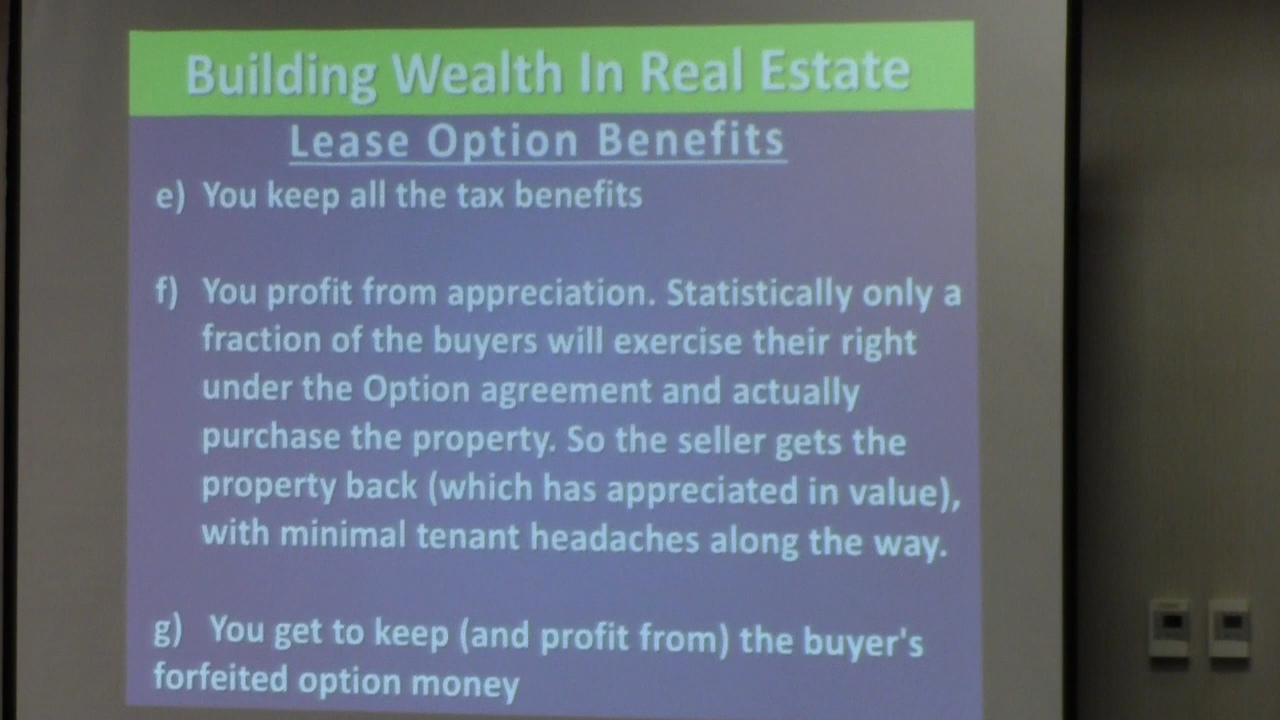 Building Wealth In Real Estate
Lease Option Benefits
e) You keep all the tax benefits
f) You profit from appreciation. Statistically only a
fraction of the buyers will exercise their right
under the Option agreement and actually
purchase the property. So the seller gets the
property back (which has appreciated in value),
with minimal tenant headaches along the way.
g) You get to keep (and profit from) the buyer's
forfeited option money